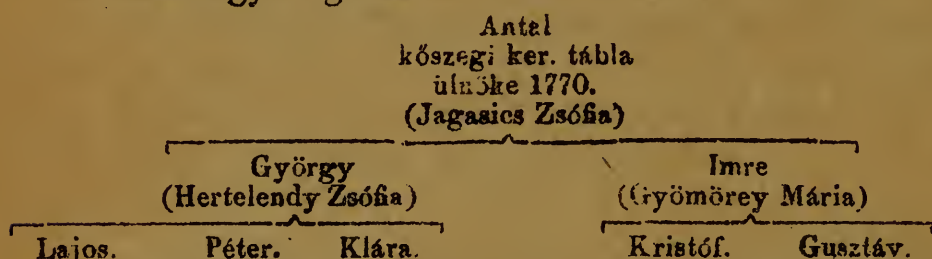 Antal
kőszegi ker. tábla
ülnöke 1770.
(Jagasics Zsófia)
György Imre
(Hertelendy Zsófia) (Gyömörey Mária)
Lajos. Péter. Klára. Kristóf. Gusztáv.